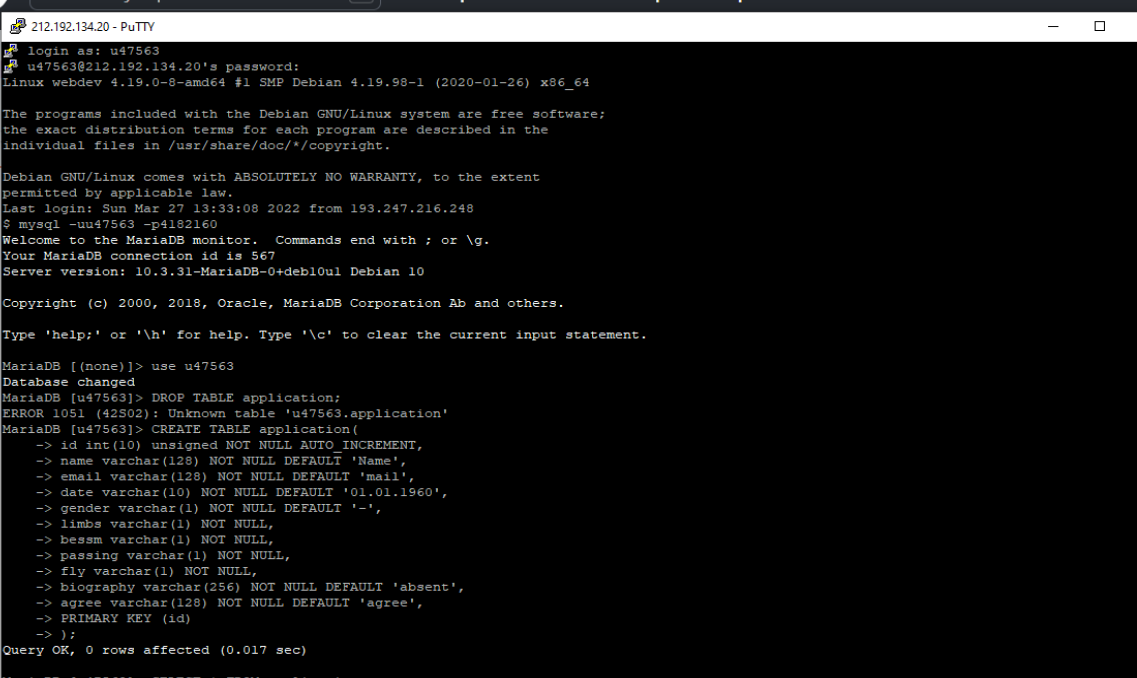 212.192.134.20 - PuTTY
login as: u47563
u47563@212.192.134.20's password:
Linux webdev 4.19.0-8-amd64 #1 SMP Debian 4.19.98-1 (2020-01-26) x86_64
The programs included with the Debian GNU/Linux system are free software;
the exact distribution terms for each program are described in the
individual files in /usr/share/doc/*/copyright.
Debian GNU/Linux comes with ABSOLUTELY NO WARRANTY, to the extent
permitted by applicable law.
Last login: Sun Mar 27 13:33:08 2022 from 193.247.216.248
$ mysql -uu47563 -p4182160
Welcome to the MariaDB monitor.  Commands end with ; or \g.
Your MariaDB connection id is 567
Server version: 10.3.31-MariaDB-0+deb10u1 Debian 10
Copyright (c) 2000, 2018, Oracle, MariaDB Corporation Ab and others.
Type 'help;' or '\h' for help. Type '\c' to clear the current input statement.
MariaDB [(none)]> use u47563
Database changed
MariaDB [u47563]> DROP TABLE application;
ERROR 1051 (42S02): Unknown table 'u47563.application'
MariaDB [u47563]> CREATE TABLE application(
-> id int(10) unsigned NOT NULL AUTO_INCREMENT,
-> name varchar(128) NOT NULL DEFAULT 'Name',
-> email varchar(128) NOT NULL DEFAULT 'mail',
-> date varchar(10) NOT NULL DEFAULT '01.01.1960',
-> gender varchar(1) NOT NULL DEFAULT '-',
-> limbs varchar(1) NOT NULL,
-> bessm varchar(1) NOT NULL,
-> passing varchar(1) NOT NULL,
-> fly varchar(1) NOT NULL,
-> biography varchar(256) NOT NULL DEFAULT 'absent',
-> agree varchar(128) NOT NULL DEFAULT 'agree',
-> PRIMARY KEY (id)
-> );
Query OK, 0 rows affected (0.017 sec)